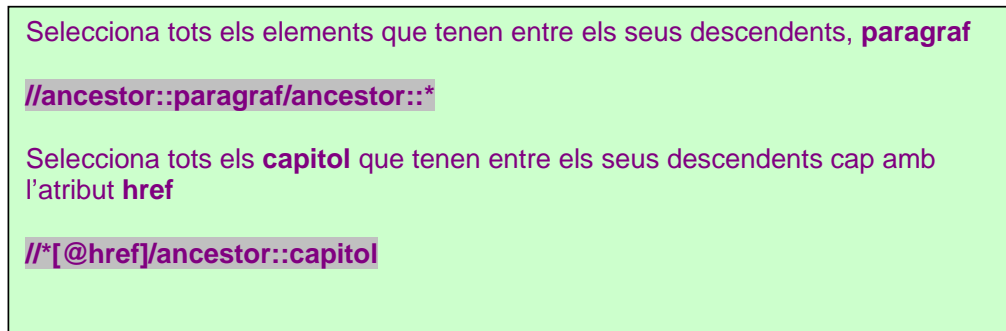 Selecciona tots els elements que tenen entre els seus descendents, paragraf
//ancestor::paragraf/ancestor::*
Selecciona tots els capitol que tenen entre els seus descendents cap amb
l'atribut href
//*[@href]/ancestor::capitol